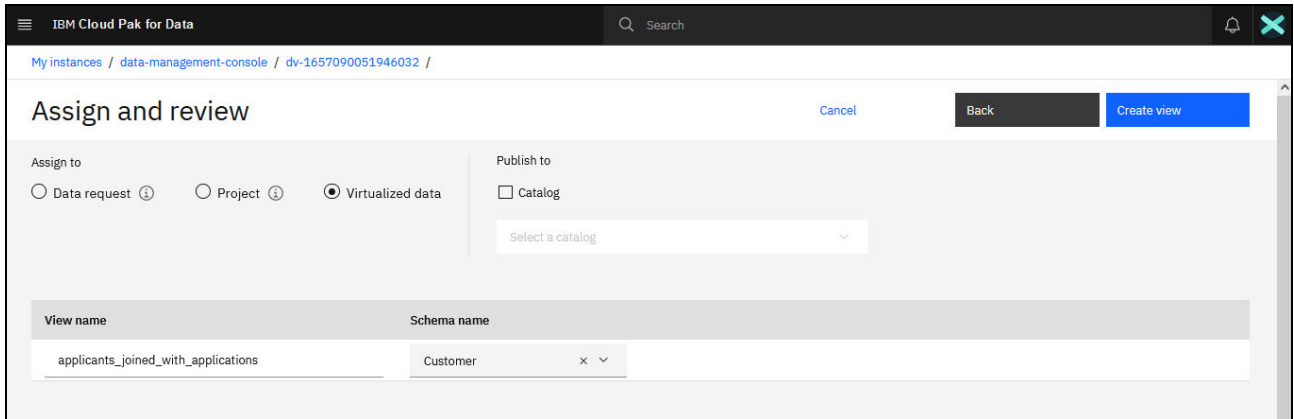 IBM Cloud Pak for Data
Search
My instances / data-management-console / dv-1657090051946032 /
Assign and review
Cancel
Back
Create view
Assign to
Data request
Project
Virtualized data
Publish to
Catalog
Select a catalog
View name
Schema name
applicants_joined_with_applications
Customer